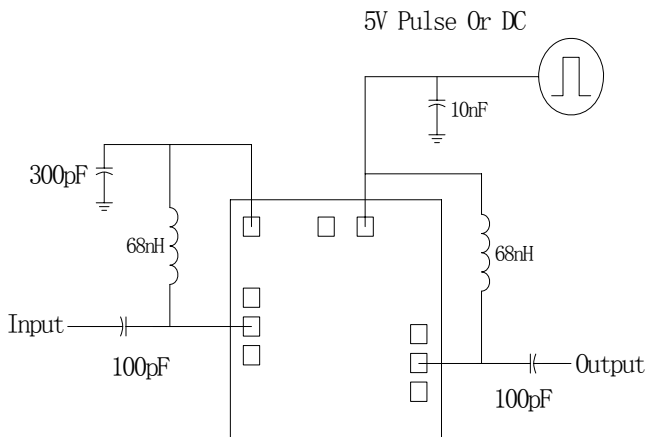 5V Pulse Or DC
10nF
300pF
68nH
68nH
Input
100pF
Output
100pF